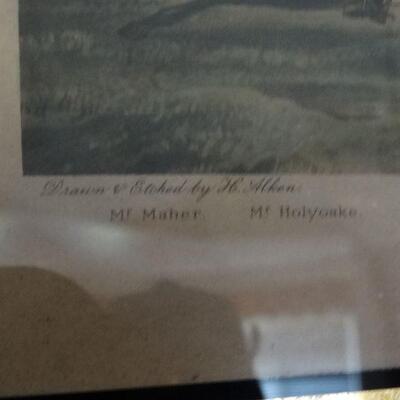 Drawn & Etched by H. Alken.
Mr Maher. Mr Holyoake.